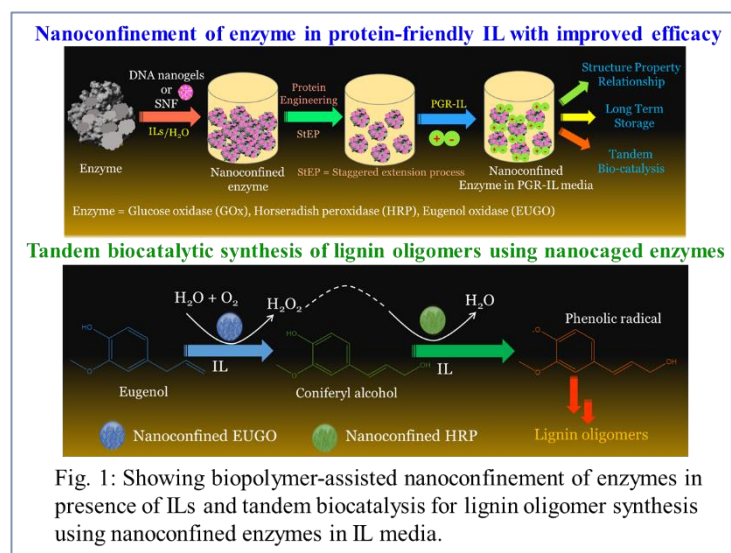 Nanoconfinement of enzyme in protein-friendly IL with improved efficacy
DNA nanogels
or
SNF
ILs/H₂O
Enzyme
Nanoconfined
enzyme
Protein
Engineering
StEP
StEP = Staggered extension process
PGR-IL
+ −
Nanoconfined
Enzyme in PGR-IL media
Structure Property
Relationship
Long Term
Storage
Tandem
Bio-catalysis
Enzyme = Glucose oxidase (GOx), Horseradish peroxidase (HRP), Eugenol oxidase (EUGO)
Tandem biocatalytic synthesis of lignin oligomers using nanocaged enzymes
H₂O + O₂
H₂O₂
H₂O
Phenolic radical
HO
O
IL
Eugenol
HO
O
OH
IL
Coniferyl alcohol
O
O
OH
Nanoconfined EUGO
Nanoconfined HRP
Lignin oligomers
Fig. 1: Showing biopolymer-assisted nanoconfinement of enzymes in
presence of ILs and tandem biocatalysis for lignin oligomer synthesis
using nanoconfined enzymes in IL media.